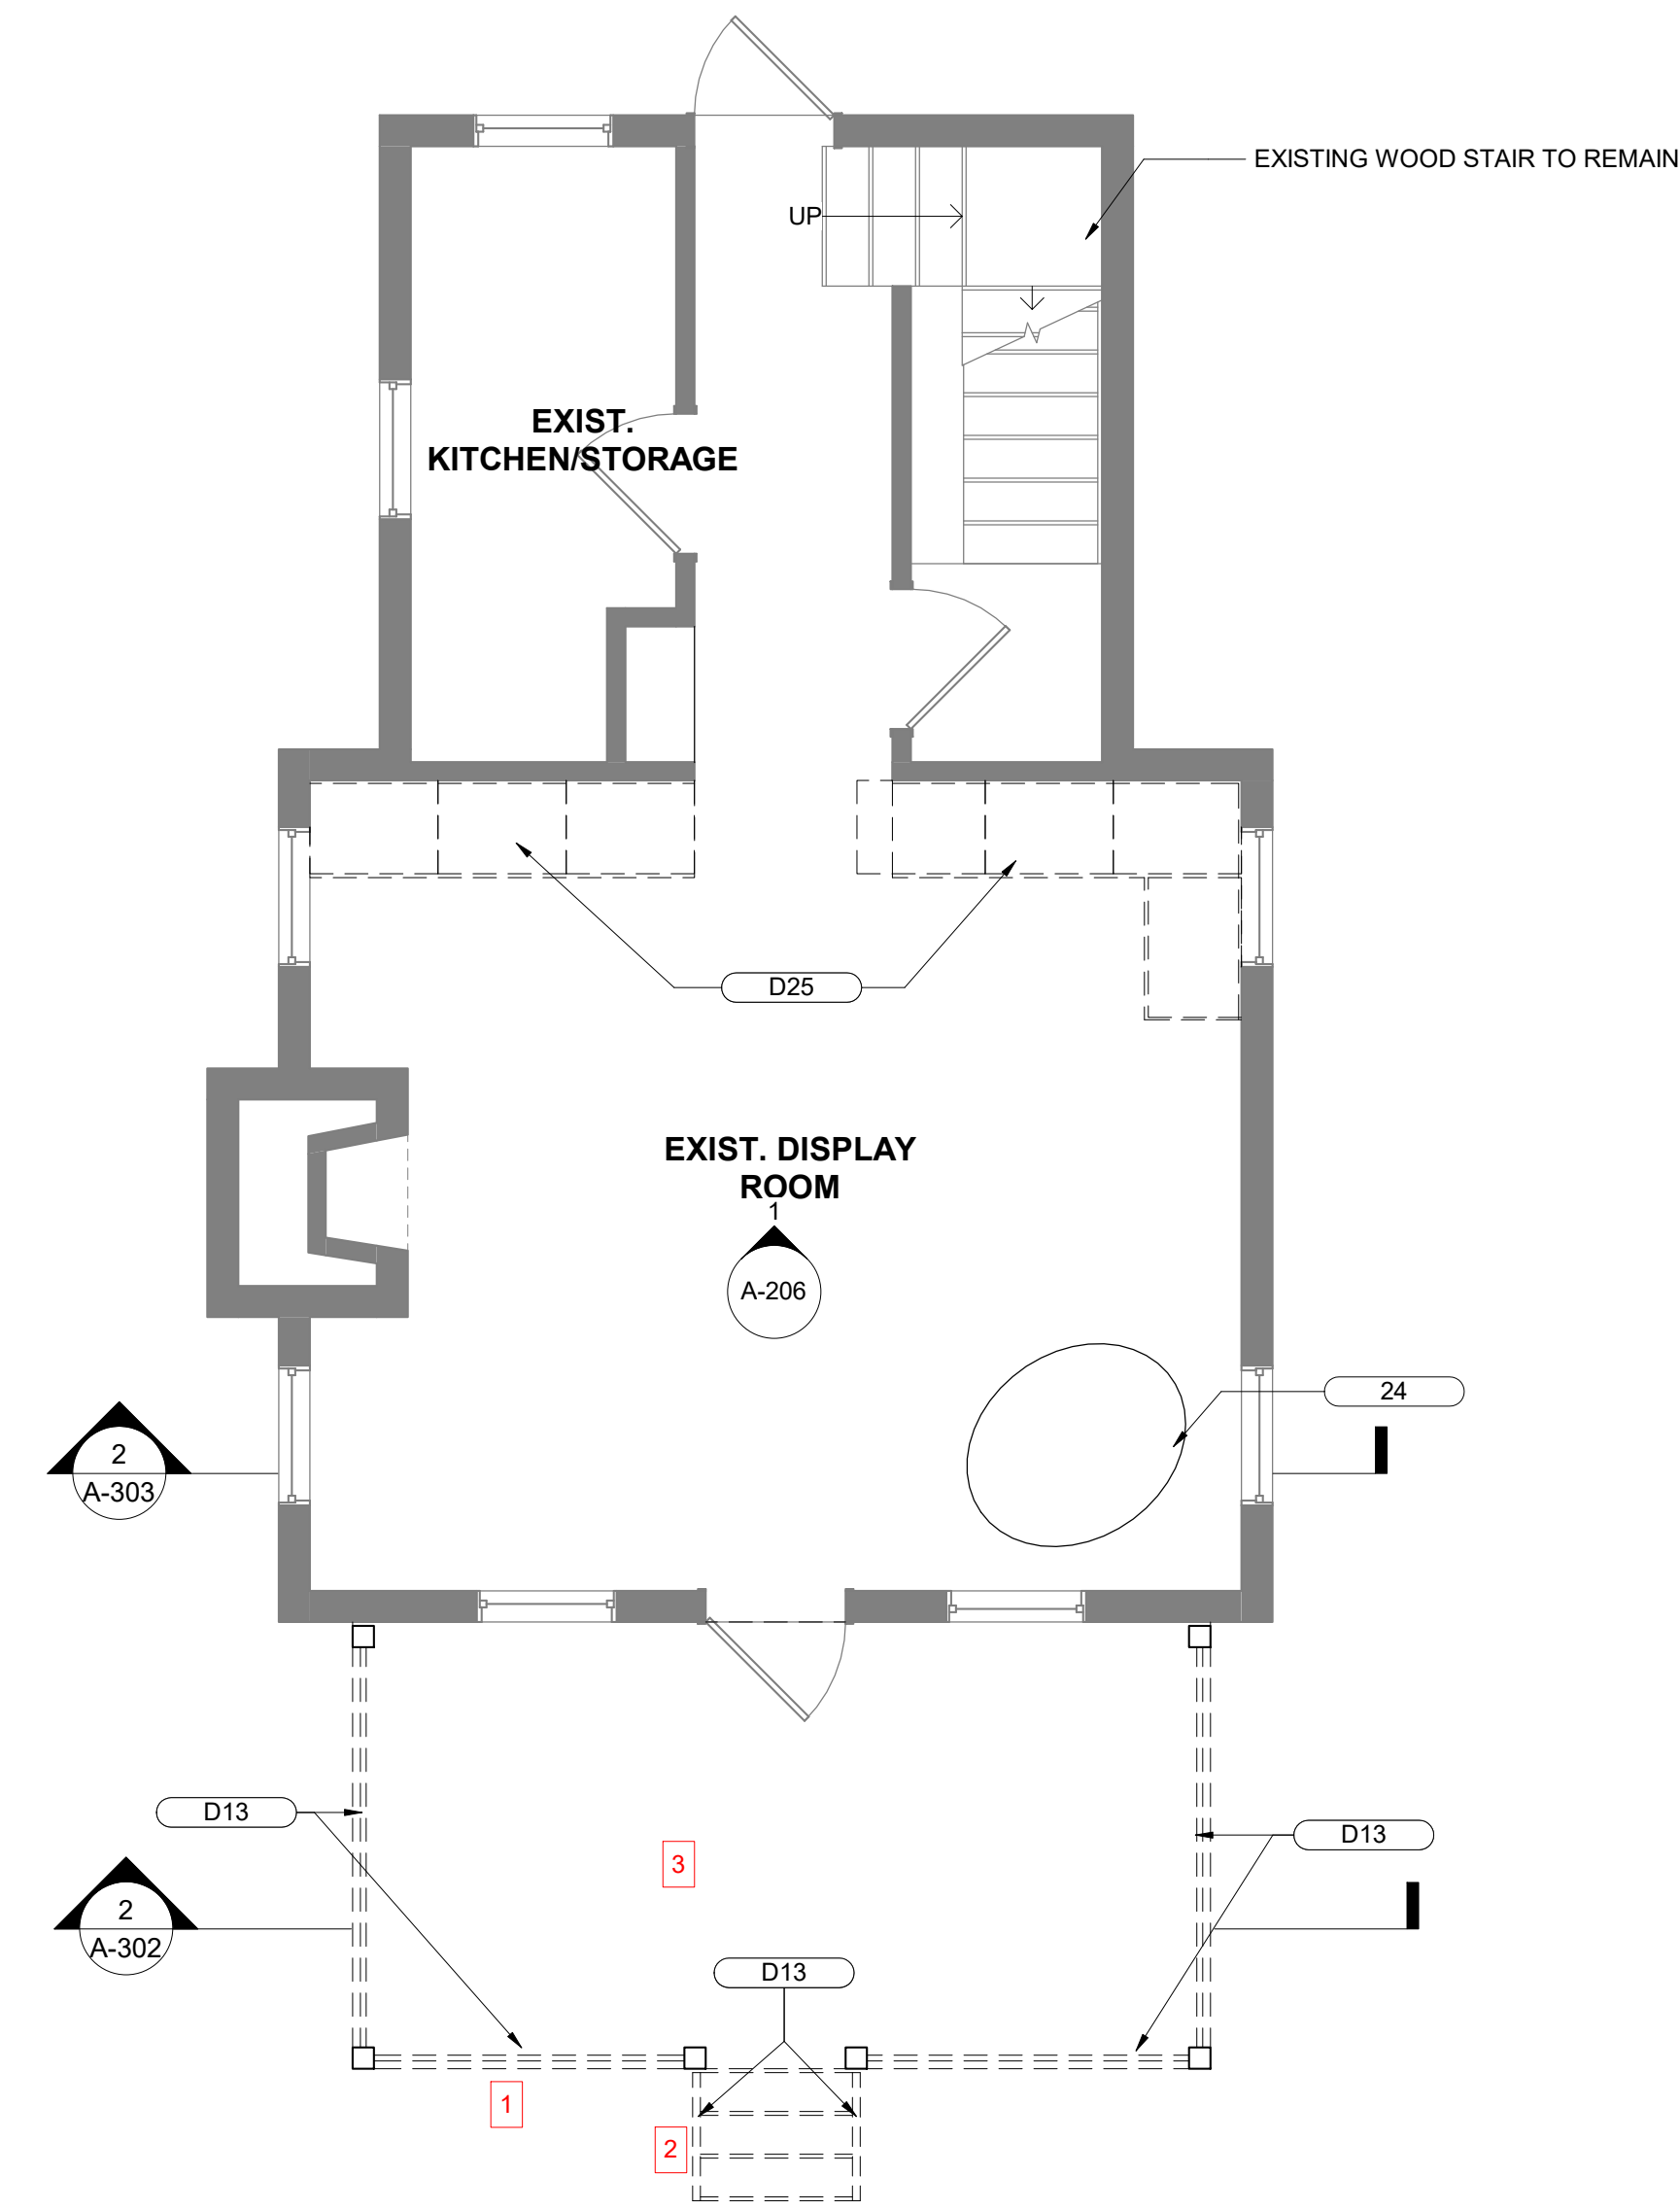 EXISTING WOOD STAIR TO REMAIN
UP
EXIST.
KITCHEN/STORAGE
D25
EXIST. DISPLAY
ROOM
1
A-206
24
2
A-303
D13
D13
3
2
A-302
D13
1
2